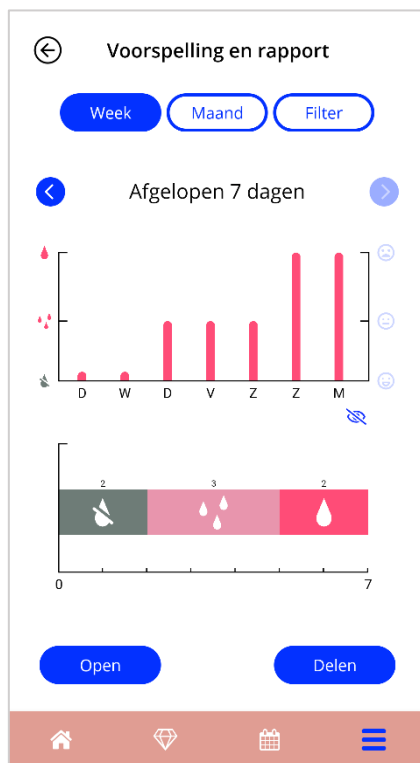 Voorspelling en rapport
Week Maand Filter
Afgelopen 7 dagen
D W D V Z Z M
2 3 2
0 7
Open Delen